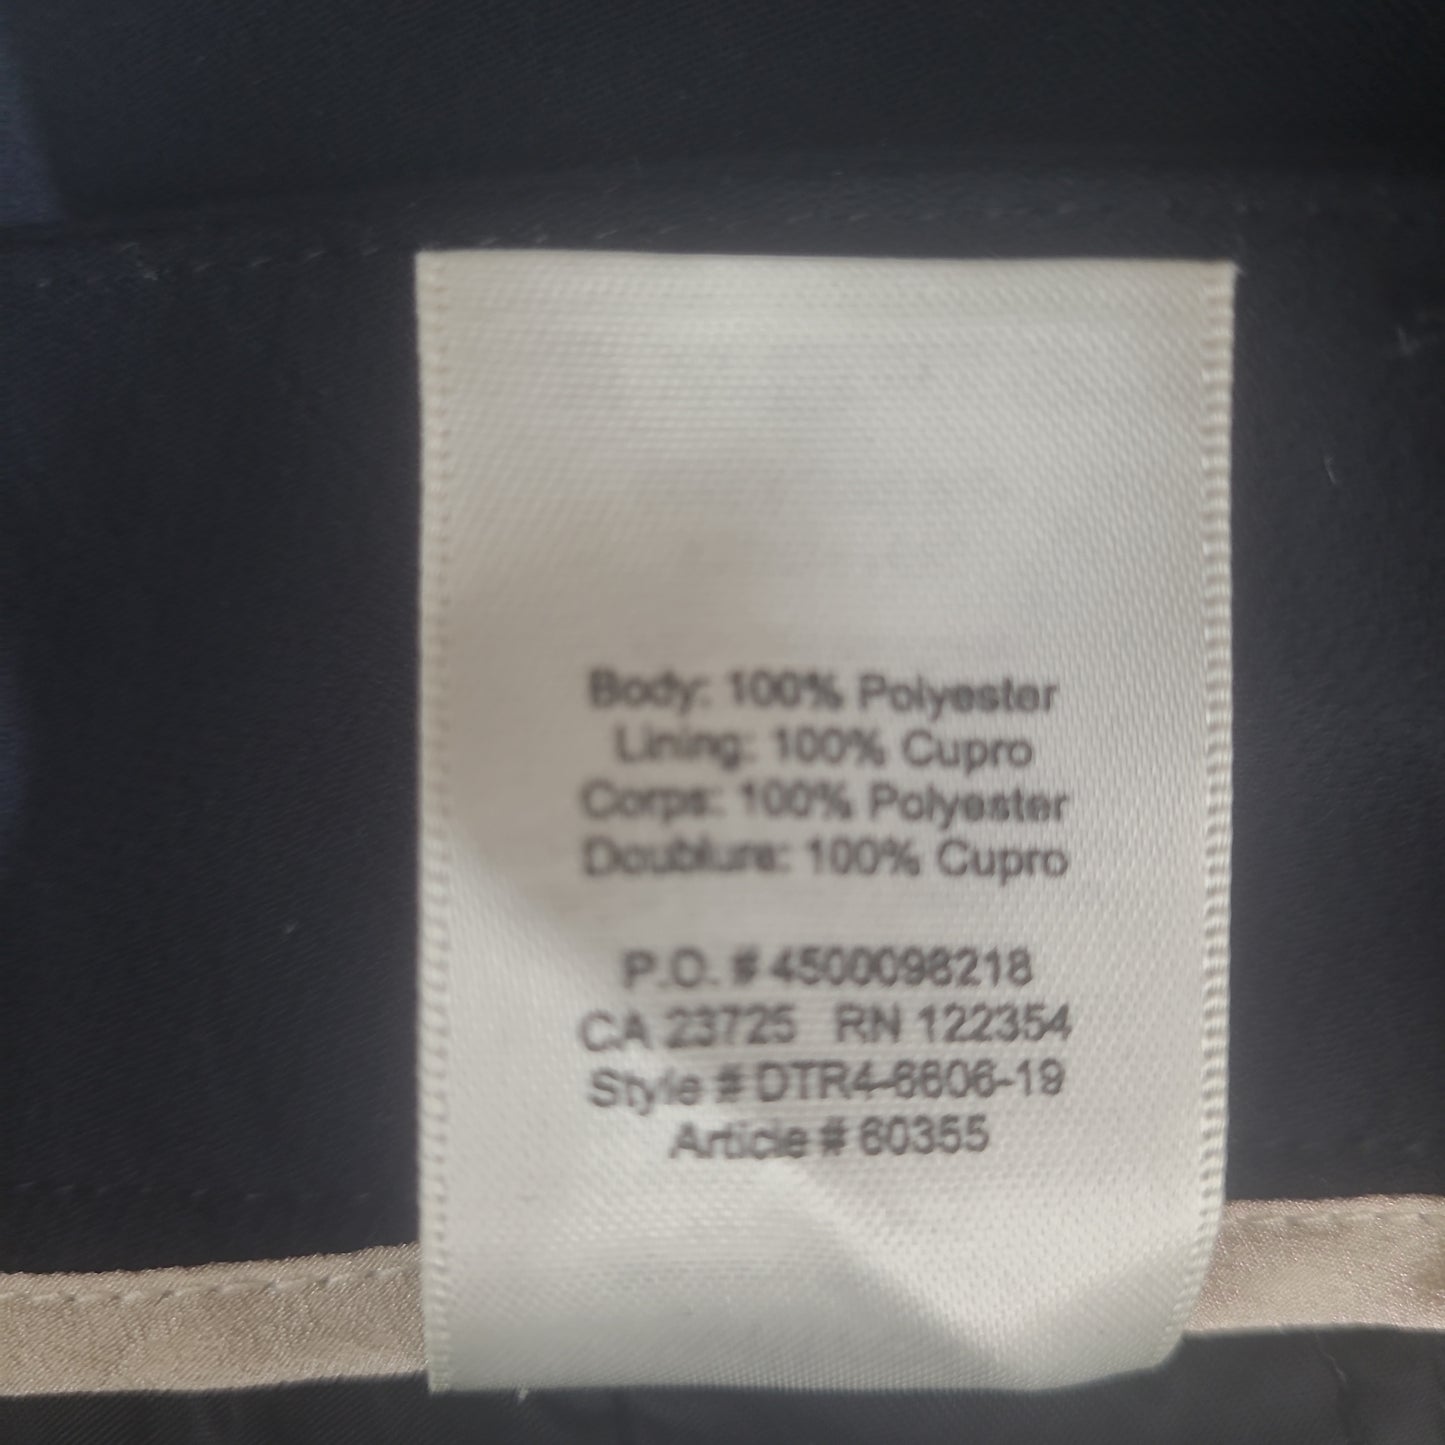 Body: 100% Polyester
Lining: 100% Cupro
Corps: 100% Polyester
Doublure: 100% Cupro
P.O. # 4500098218
CA 23725 RN 122354
Style # DTR4-6606-19
Article # 60355